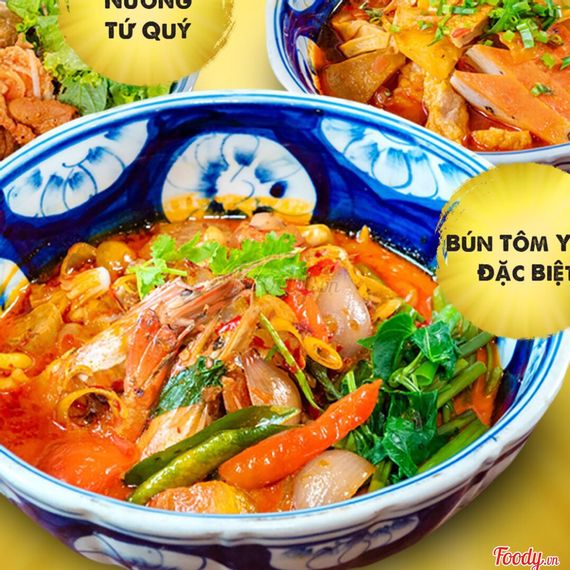 NƯỚNG
TỨ QUÝ
BÚN TÔM Y
ĐẶC BIỆT
Foody.vn